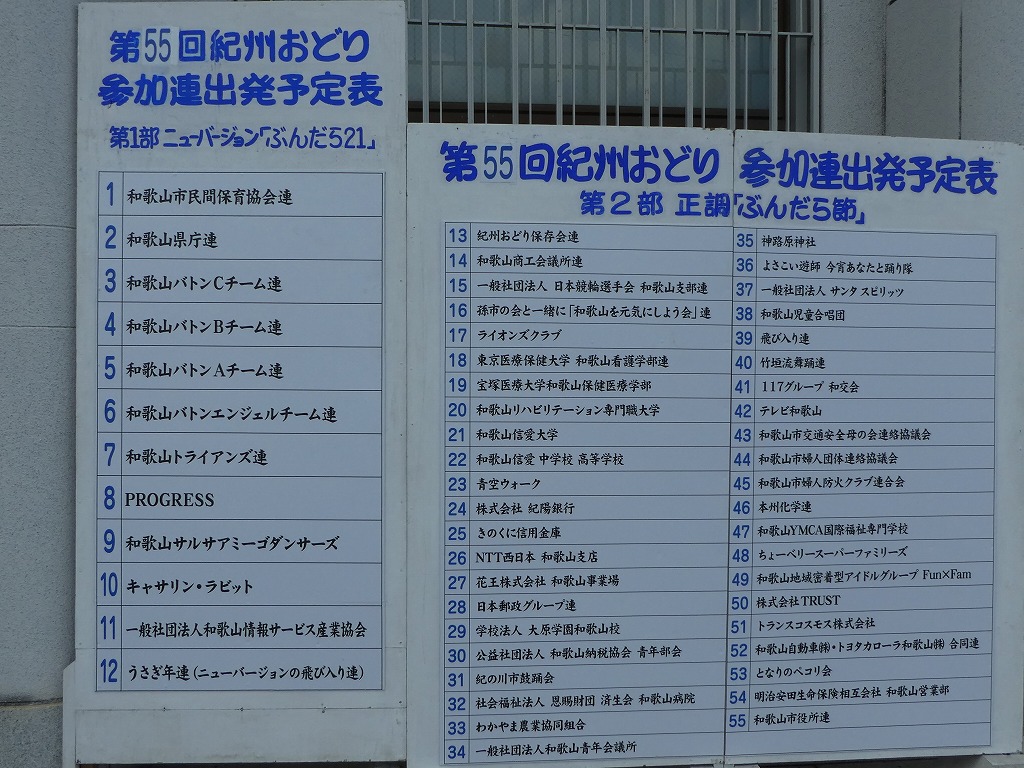 第55回紀州おどり
参加連出発予定表
第1部 ニューバージョン「ぶんだら21」
1 和歌山市民間保育協会連
2 和歌山県庁連
3 和歌山バトンCチーム連
4 和歌山バトンBチーム連
5 和歌山バトンAチーム連
6 和歌山バトンエンジェルチーム連
7 和歌山トライアンズ連
8 PROGRESS
9 和歌山サルサアミーゴダンサーズ
10 キャサリン・ラビット
11 一般社団法人和歌山情報サービス産業協会
12 うさぎ年連（ニューバージョンの飛び入り連）
第55回紀州おどり 参加連出発予定表
第2部 正調「ぶんだら節」
13 紀州おどり保存会連
14 和歌山商工会議所連
15 一般社団法人 日本競輪選手会 和歌山支部連
16 孫市の会と一緒に「和歌山を元気にしよう会」連
17 ライオンズクラブ
18 東京医療保健大学 和歌山看護学部連
19 宝塚医療大学和歌山保健医療学部
20 和歌山リハビリテーション専門職大学
21 和歌山信愛大学
22 和歌山信愛 中学校 高等学校
23 青空ウォーク
24 株式会社 紀陽銀行
25 きのくに信用金庫
26 NTT西日本 和歌山支店
27 花王株式会社 和歌山事業場
28 日本郵政グループ連
29 学校法人 大原学園和歌山校
30 公益社団法人 和歌山納税協会 青年部会
31 紀の川市鼓踊会
32 社会福祉法人 恩賜財団 済生会 和歌山病院
33 わかやま農業協同組合
34 一般社団法人和歌山青年会議所
35 神路原神社
36 よさこい遊師 今宵あなたと踊り隊
37 一般社団法人 サンタ スピリッツ
38 和歌山児童合唱団
39 飛び入り連
40 竹垣流舞踊連
41 117グループ 和交会
42 テレビ和歌山
43 和歌山市交通安全母の会連絡協議会
44 和歌山市婦人団体連絡協議会
45 和歌山市婦人防火クラブ連合会
46 本州化学連
47 和歌山YMCA国際福祉専門学校
48 ちょーベリースーパーファミリーズ
49 和歌山地域密着型アイドルグループ Fun×Fam
50 株式会社TRUST
51 トランスコスモス株式会社
52 和歌山自動車㈱・トヨタカローラ和歌山㈱ 合同連
53 となりのペコリ会
54 明治安田生命保険相互会社 和歌山営業部
55 和歌山市役所連